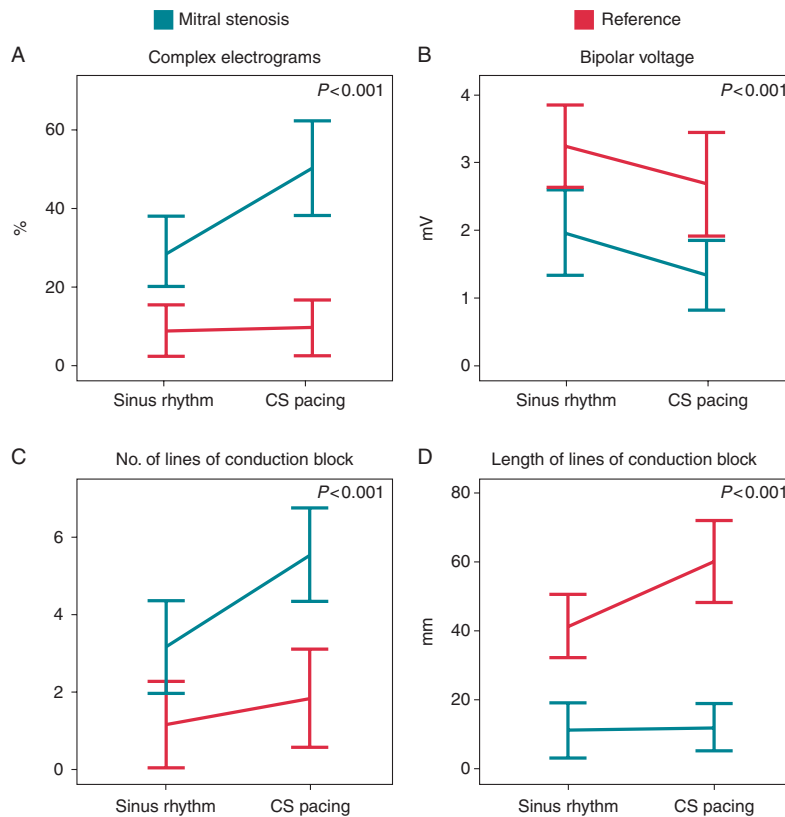 Mitral stenosis
Reference
A
Complex electrograms
P<0.001
60
40
20
0
%
Sinus rhythm
CS pacing
B
Bipolar voltage
P<0.001
4
3
2
1
0
mV
Sinus rhythm
CS pacing
C
No. of lines of conduction block
P<0.001
6
4
2
0
Sinus rhythm
CS pacing
D
Length of lines of conduction block
P<0.001
80
60
40
20
0
mm
Sinus rhythm
CS pacing